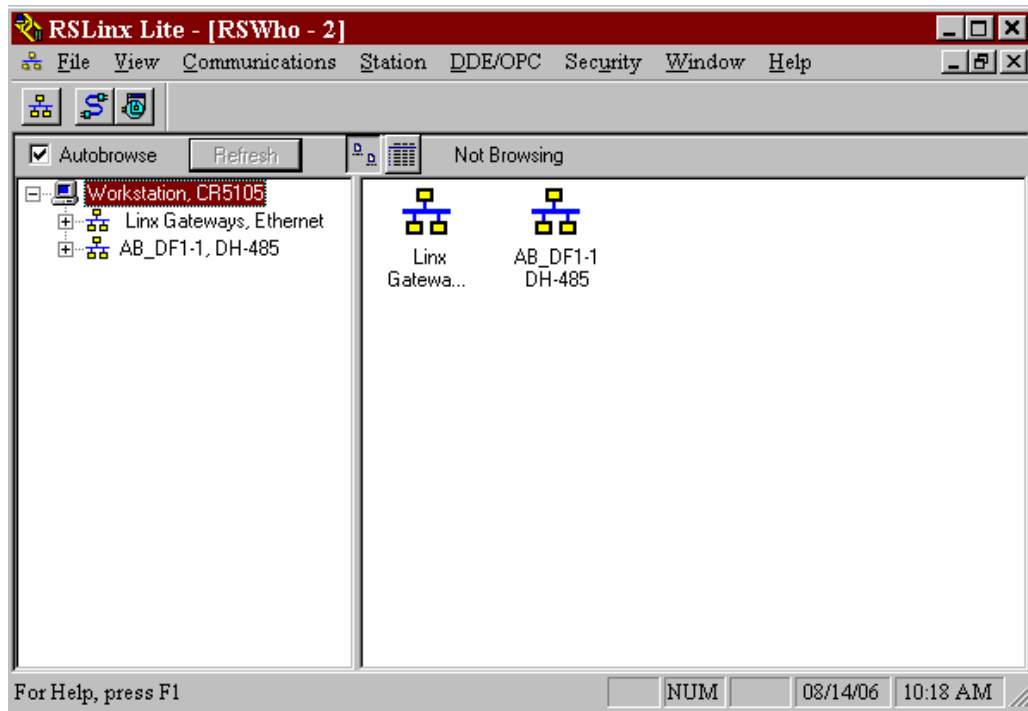 RSLinx Lite - [RSWho - 2]
File View Communications Station DDE/OPC Security Window Help
Autobrowse Refresh Not Browsing
Workstation, CR5105
Linx Gateways, Ethernet
AB_DF1-1, DH-485
Linx
Gatewa...
AB_DF1-1
DH-485
For Help, press F1 NUM 08/14/06 10:18 AM